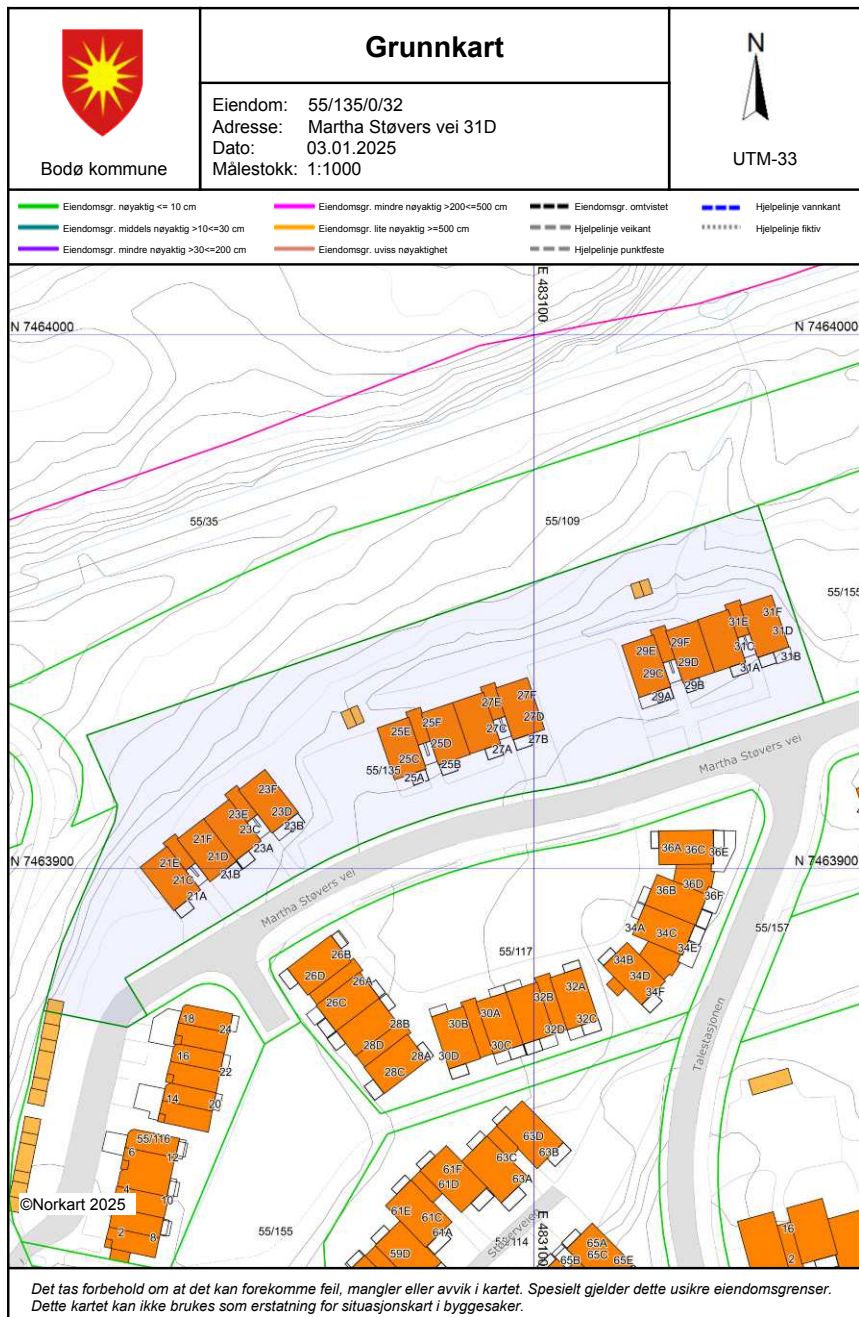 Grunnkart
Bodø kommune
Eiendom: 55/135/0/32
Adresse: Martha Støvers vei 31D
Dato: 03.01.2025
Målestokk: 1:1000
N
UTM-33
Eiendomsgr. nøyaktig <= 10 cm
Eiendomsgr. middels nøyaktig >10<=30 cm
Eiendomsgr. mindre nøyaktig >30<=200 cm
Eiendomsgr. mindre nøyaktig >200<=500 cm
Eiendomsgr. lite nøyaktig >=500 cm
Eiendomsgr. uviss nøyaktighet
Eiendomsgr. omtvistet
Hjelpelinje veikant
Hjelpelinje punktfeste
Hjelpelinje vannkant
Hjelpelinje fiktiv
E 483100
N 7464000
N 7464000
55/35
55/109
55/155
31F
31E
31D
31C
31B
31A
29F
29E
29D
29C
29B
29A
27F
27E
27D
27C
27B
27A
25F
25E
25D
25C
25B
25A
55/135
Martha Støvers vei
23F
23E
23D
23C
23B
23A
21F
21E
21D
21C
21B
21A
N 7463900
N 7463900
Martha Støvers vei
36A
36C
36E
36B
36D
36F
34A
34C
34E
34B
34D
34F
55/157
55/117
26B
26D
26A
26C
28B
28D
28A
28C
30B
30A
30D
30C
32B
32A
32D
32C
Talestasjonen
18
24
16
22
14
20
55/116
6
12
4
10
2
8
©Norkart 2025
63D
63C
63B
63A
61F
61D
61E
61C
61A
59D
55/155
E 483100
65A
65B
65C
65E
16
2
Det tas forbehold om at det kan forekomme feil, mangler eller avvik i kartet. Spesielt gjelder dette usikre eiendomsgrenser.
Dette kartet kan ikke brukes som erstatning for situasjonskart i byggesaker.